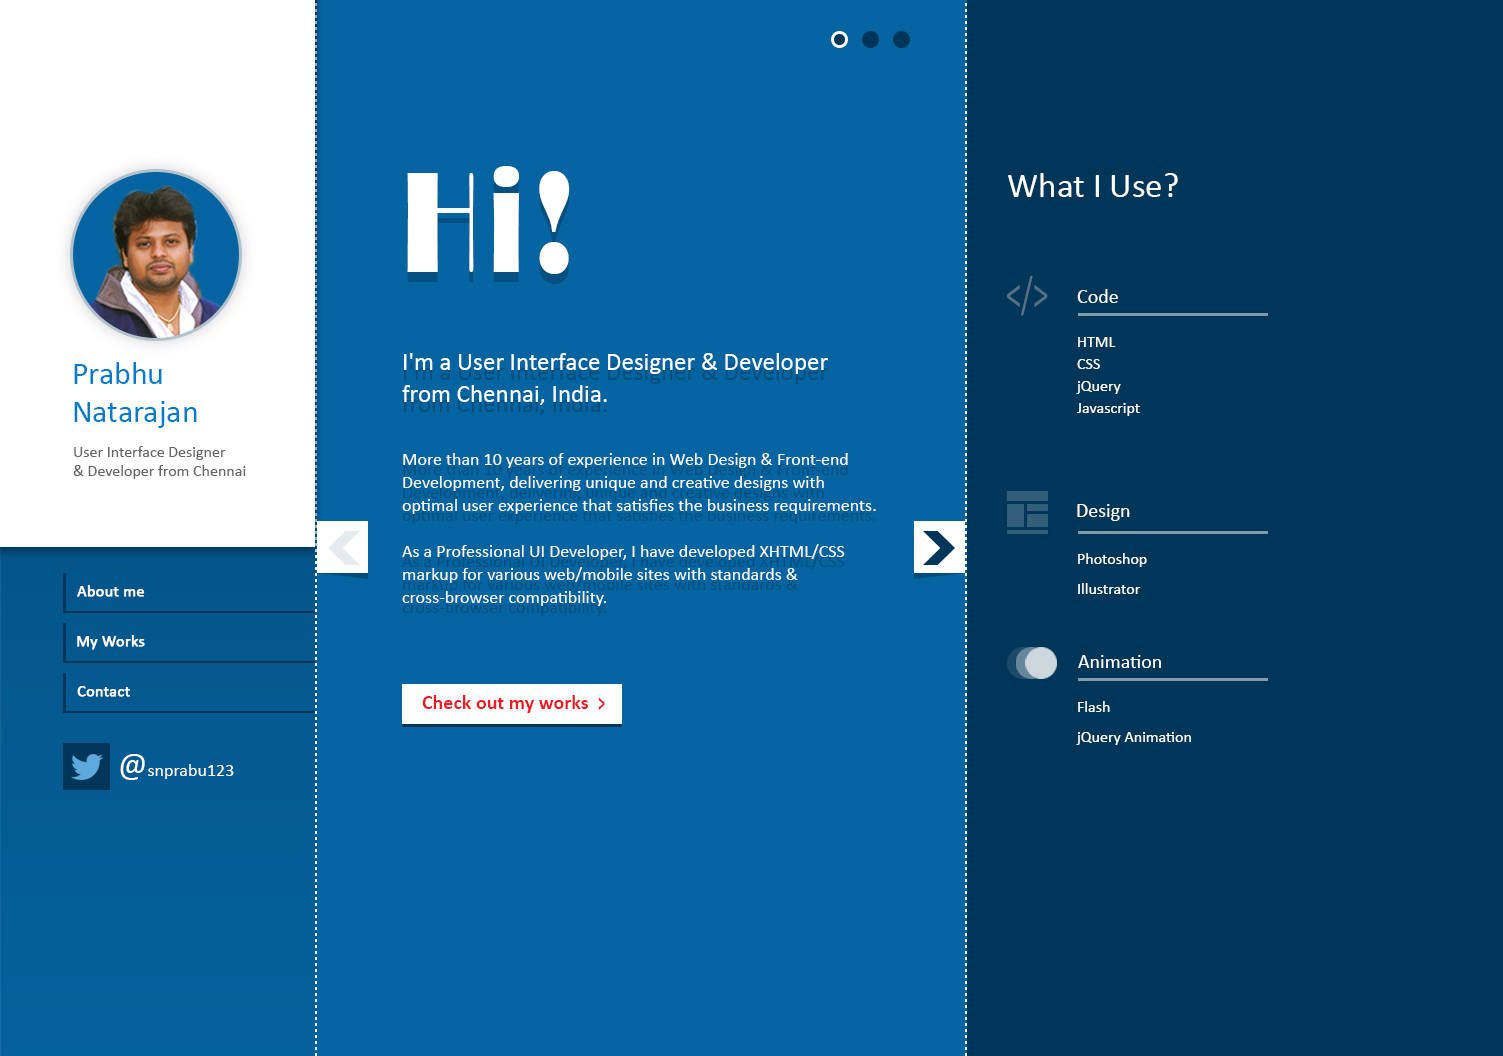 Prabhu
Natarajan
User Interface Designer
& Developer from Chennai
About me
My Works
Contact
@snprabu123
Hi!
I'm a User Interface Designer & Developer
from Chennai, India.
More than 10 years of experience in Web Design & Front-end
Development, delivering unique and creative designs with
optimal user experience that satisfies the business requirements.
As a Professional UI Developer, I have developed XHTML/CSS
markup for various web/mobile sites with standards &
cross-browser compatibility.
Check out my works >
What I Use?
</> Code
HTML
CSS
jQuery
Javascript
Design
Photoshop
Illustrator
Animation
Flash
jQuery Animation